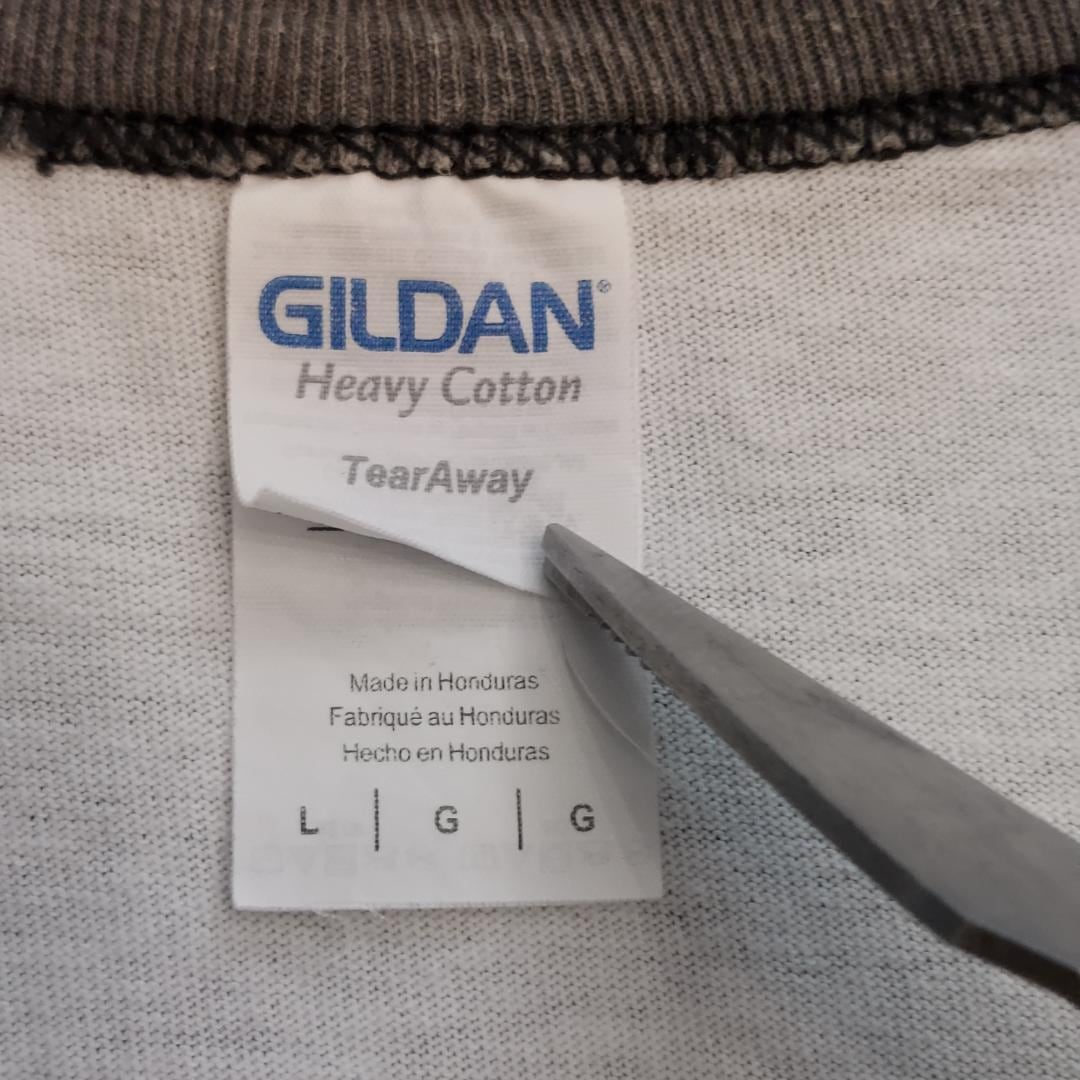 GILDAN®
Heavy Cotton
TearAway
Made in Honduras
Fabriqué au Honduras
Hecho en Honduras
L | G | G